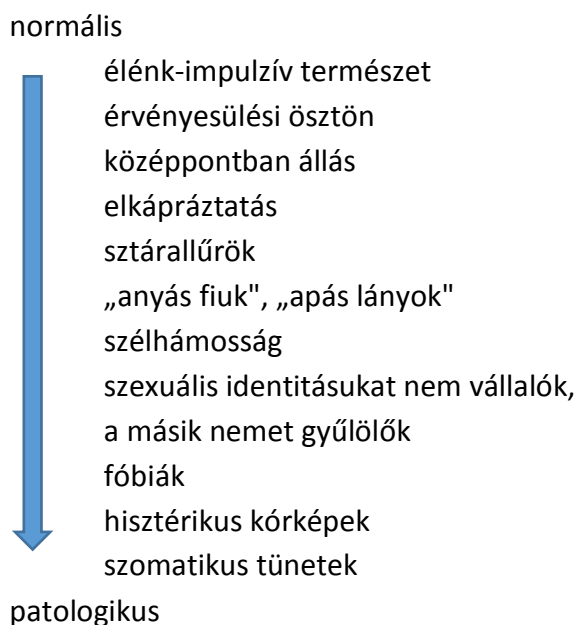 normális
élénk-impulzív természet
érvényesülési ösztön
középpontban állás
elkápráztatás
sztárallűrök
„anyás fiuk", „apás lányok"
szélhámosság
szexuális identitásukat nem vállalók,
a másik nemet gyűlölők
fóbiák
hisztérikus kórképek
szomatikus tünetek
patologikus